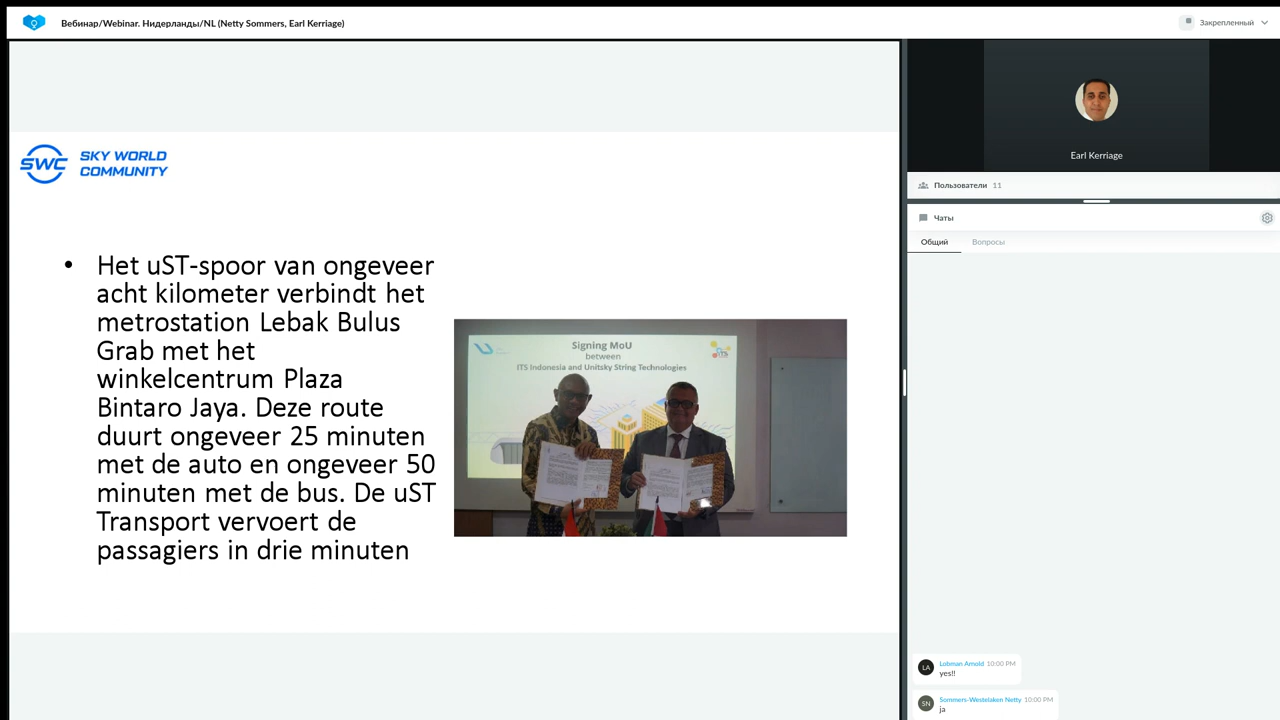 Вебинар/Webinar. Нидерланды/NL (Netty Sommers, Earl Kerriage)
Закрепленный
SWC SKY WORLD
COMMUNITY
• Het uST-spoor van ongeveer
acht kilometer verbindt het
metrostation Lebak Bulus
Grab met het
winkelcentrum Plaza
Bintaro Jaya. Deze route
duurt ongeveer 25 minuten
met de auto en ongeveer 50
minuten met de bus. De uST
Transport vervoert de
passagiers in drie minuten
Signing MoU
between
ITS Indonesia and Unitsky String Technologies
ITS
Earl Kerriage
Пользователи 11
Чаты
Общий Вопросы
LA Lobman Arnold 10:00 PM
yes!!
SN Sommers-Westelaken Netty 10:00 PM
ja